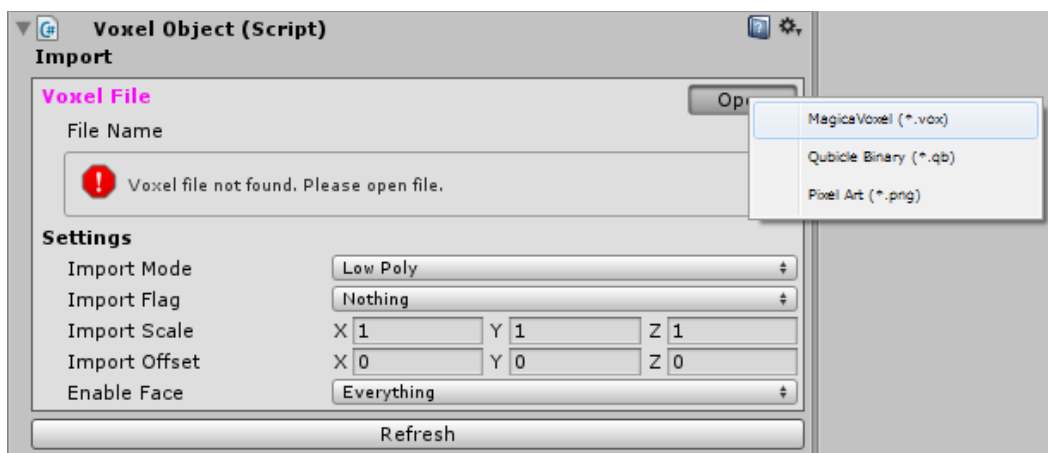 Voxel Object (Script)
Import
Voxel File
File Name
Voxel file not found. Please open file.
MagicaVoxel (*.vox)
Qubicle Binary (*.qb)
Pixel Art (*.png)
Settings
Import Mode Low Poly
Import Flag Nothing
Import Scale X 1 Y 1 Z 1
Import Offset X 0 Y 0 Z 0
Enable Face Everything
Refresh